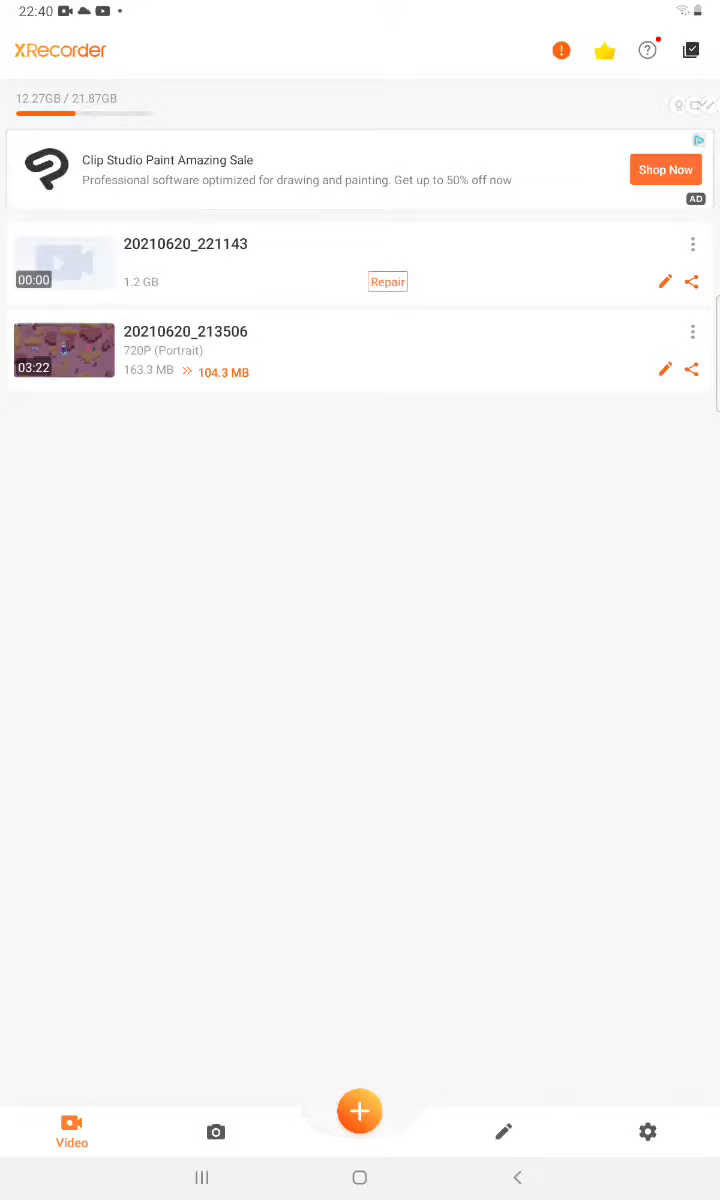 22:40
XRecorder
12.27GB / 21.87GB
Clip Studio Paint Amazing Sale
Professional software optimized for drawing and painting. Get up to 50% off now
Shop Now
AD
20210620_221143
00:00
1.2 GB
Repair
20210620_213506
720P (Portrait)
03:22
163.3 MB » 104.3 MB
Video